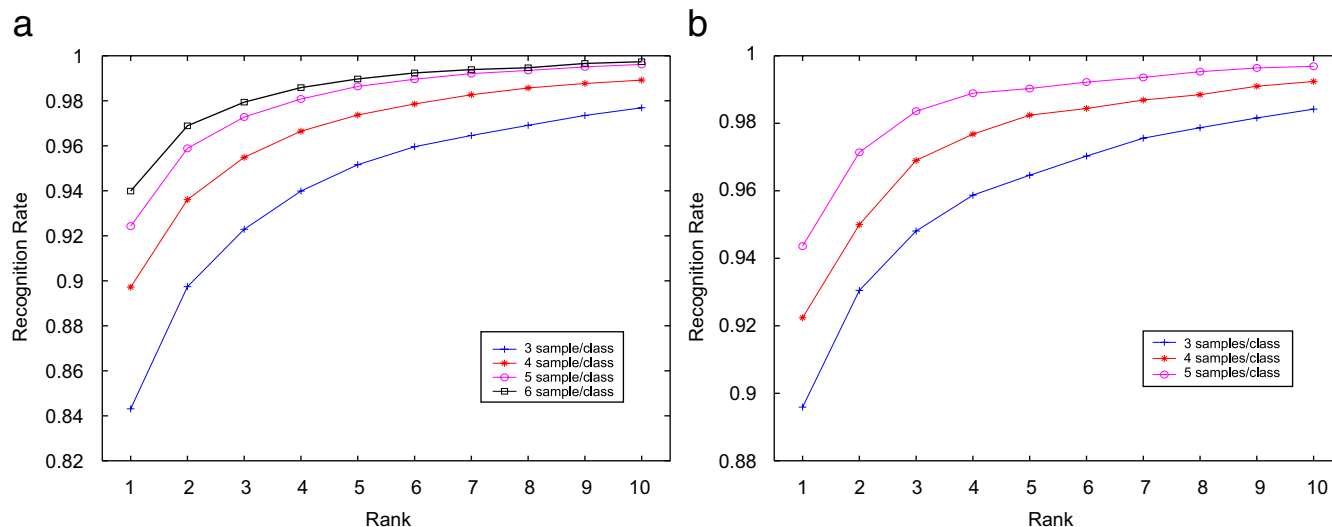 a
1
0.98
0.96
0.94
0.92
0.9
0.88
0.86
0.84
0.82
Recognition Rate
1 2 3 4 5 6 7 8 9 10
Rank
3 sample/class
4 sample/class
5 sample/class
6 sample/class
b
1
0.98
0.96
0.94
0.92
0.9
0.88
Recognition Rate
1 2 3 4 5 6 7 8 9 10
Rank
3 samples/class
4 samples/class
5 samples/class